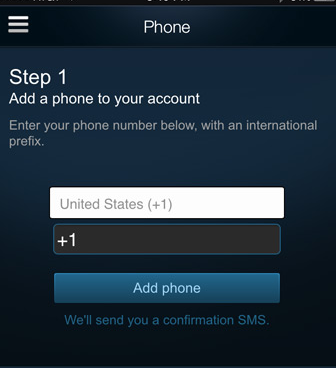 Phone
Step 1
Add a phone to your account
Enter your phone number below, with an international
prefix.
United States (+1)
+1
Add phone
We'll send you a confirmation SMS.